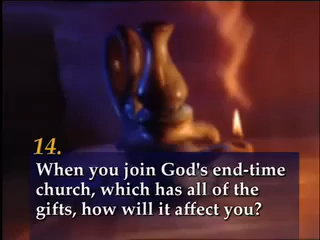 14.
When you join God's end-time
church, which has all of the
gifts, how will it affect you?